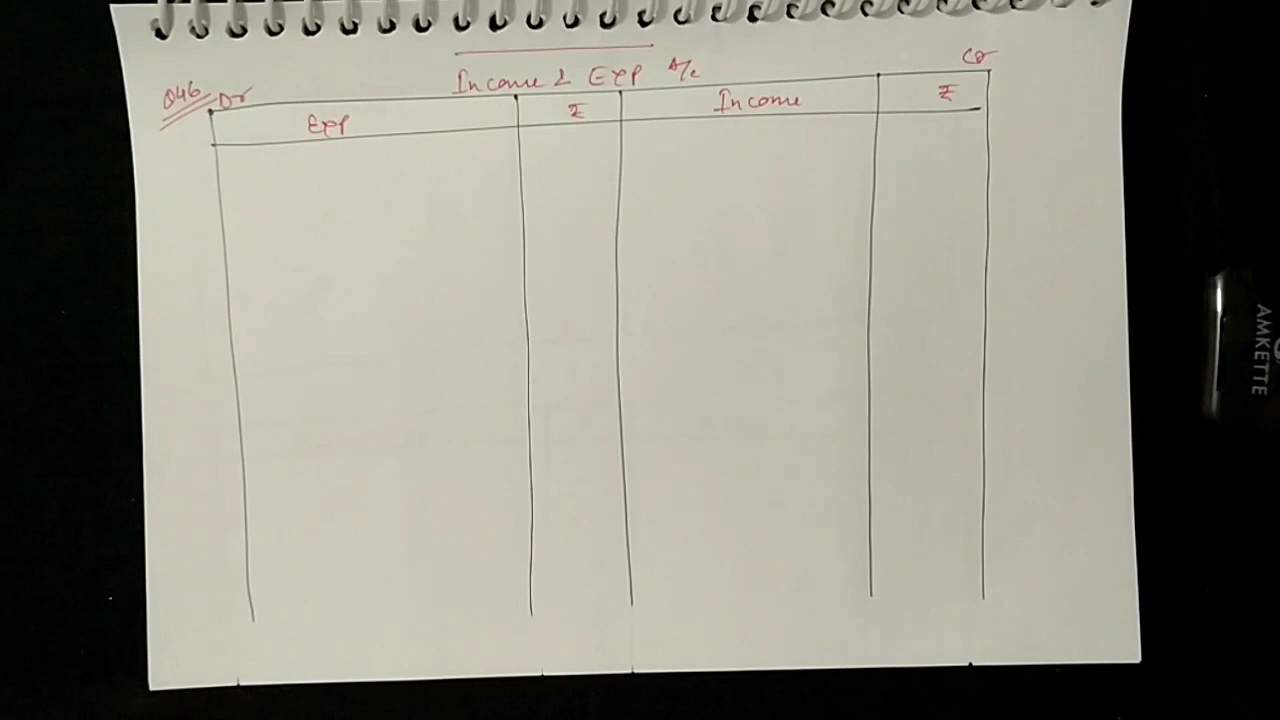 Income & Exp A/c
Q46 Dr Cr
Exp ₹ Income ₹
AMKETTE